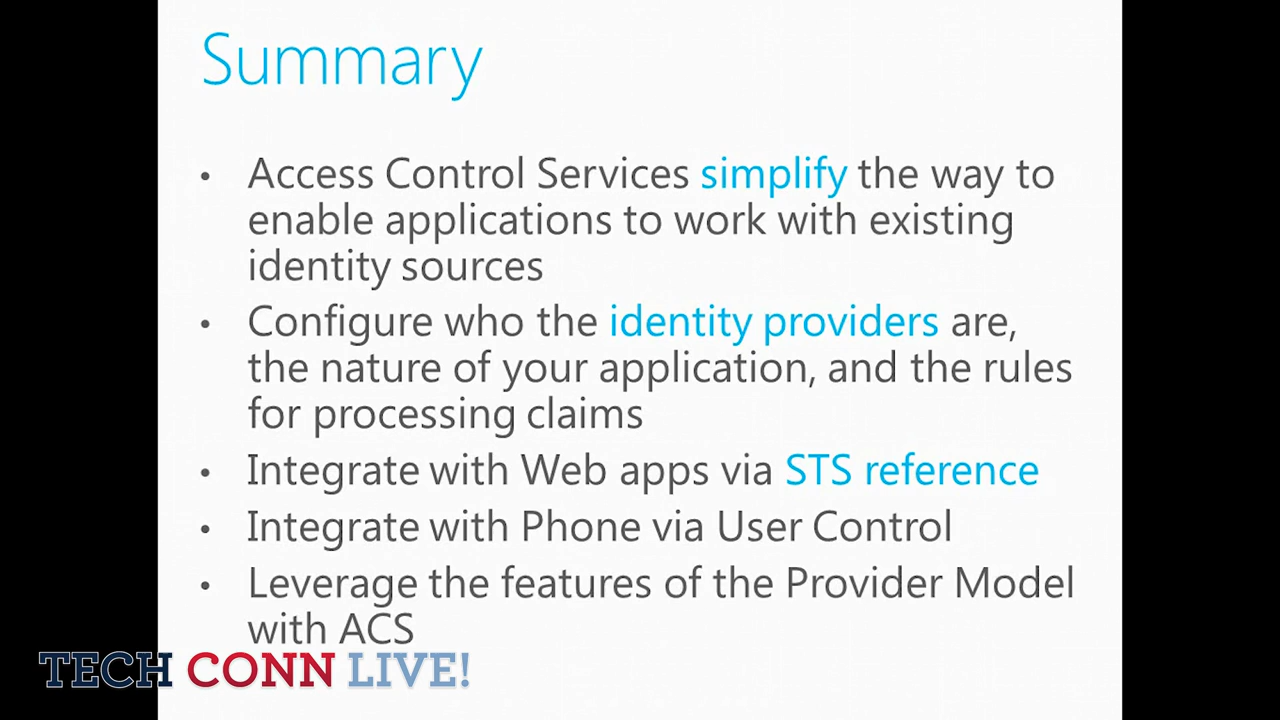 Summary
• Access Control Services simplify the way to
enable applications to work with existing
identity sources
• Configure who the identity providers are,
the nature of your application, and the rules
for processing claims
• Integrate with Web apps via STS reference
• Integrate with Phone via User Control
• Leverage the features of the Provider Model
with ACS
TECH CONN LIVE!